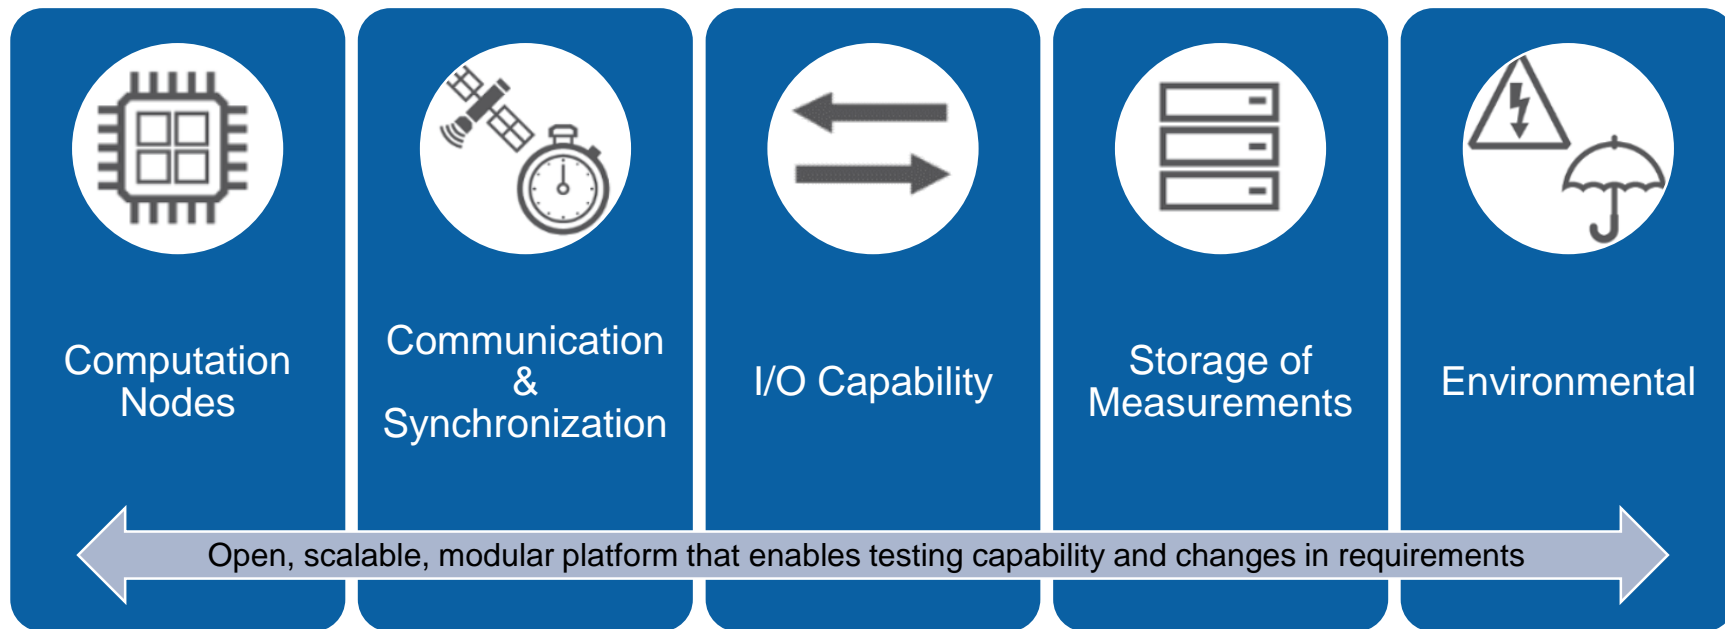 Computation
Nodes
Communication
&
Synchronization
I/O Capability
Storage of
Measurements
Environmental
Open, scalable, modular platform that enables testing capability and changes in requirements